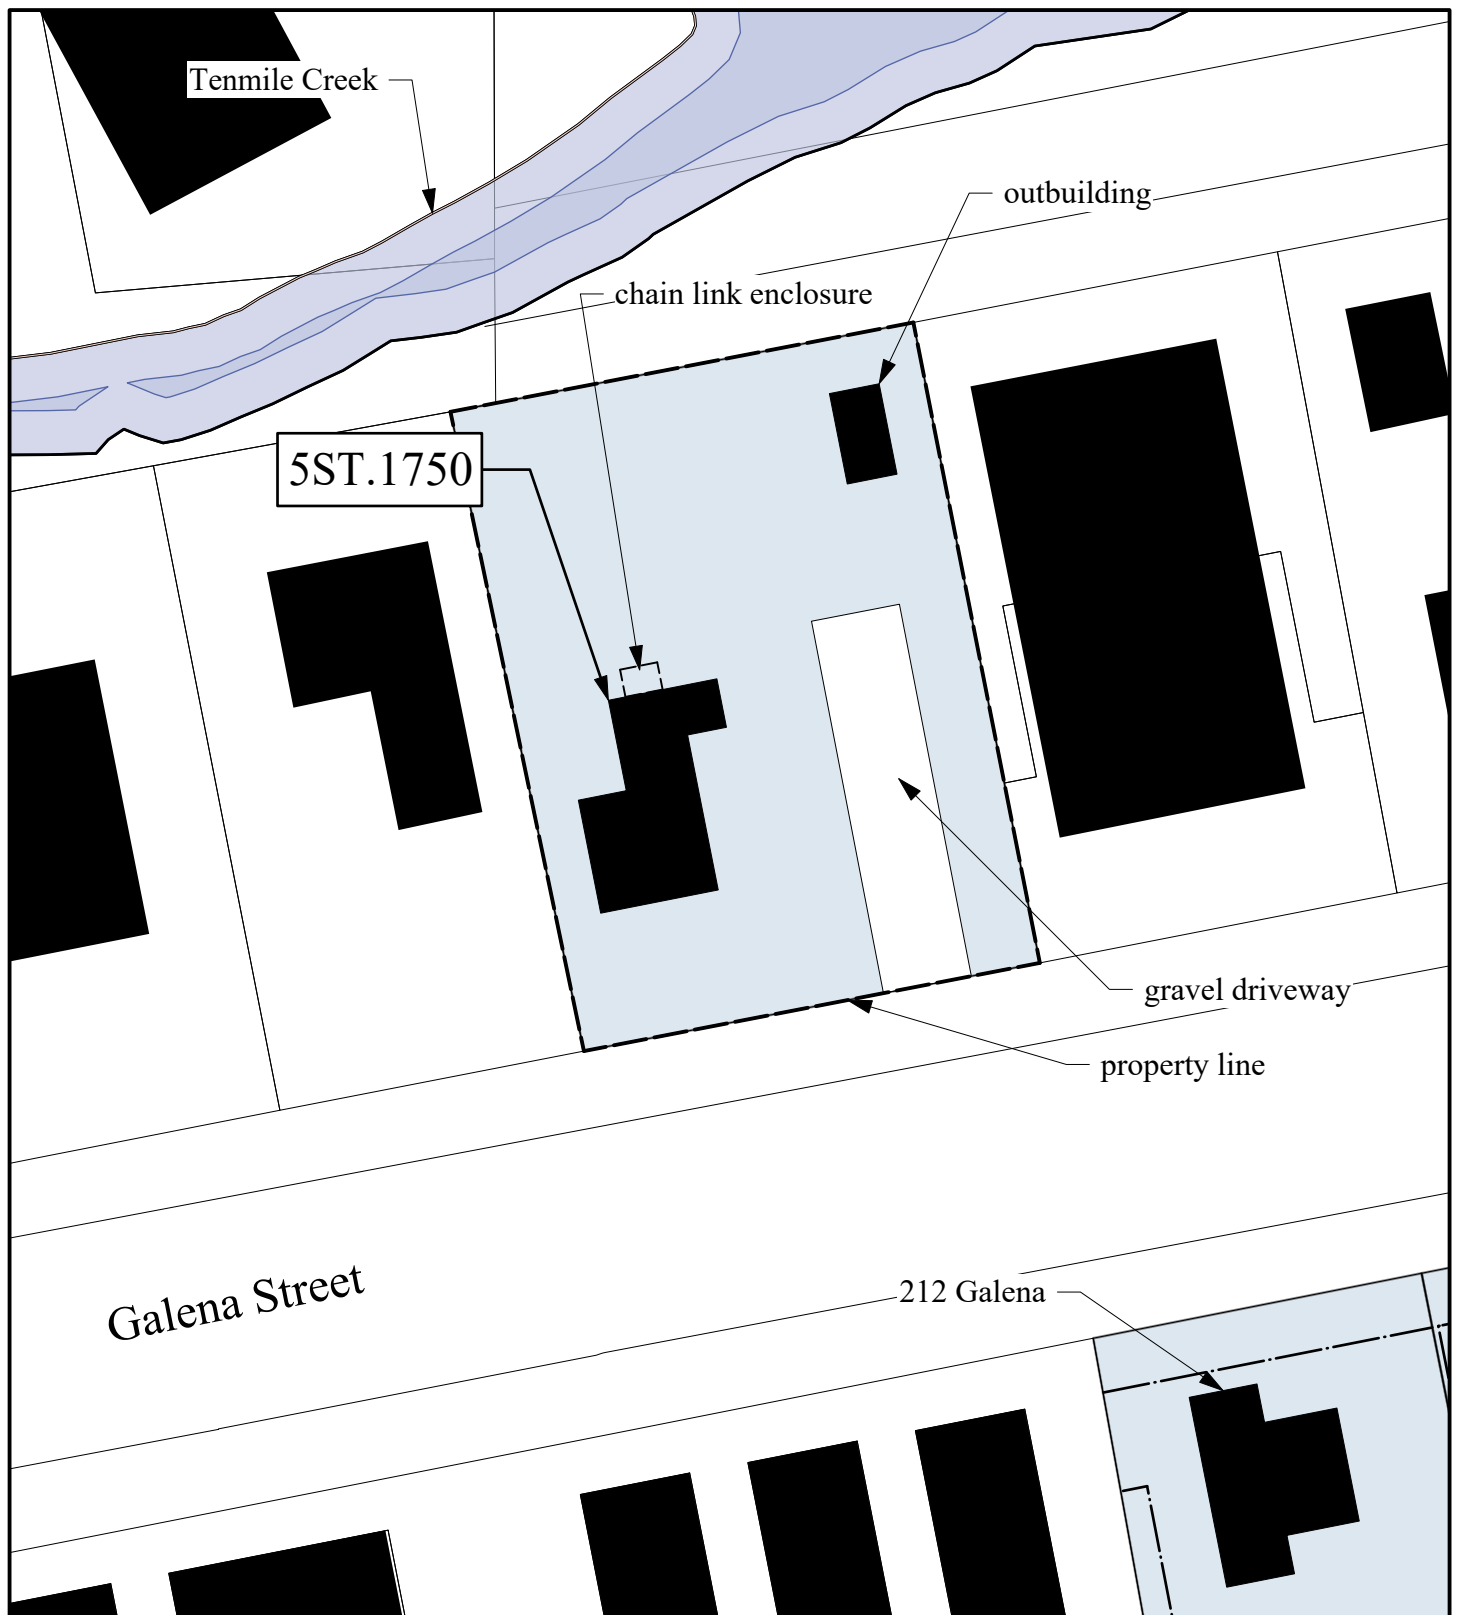 Tenmile Creek
outbuilding
chain link enclosure
5ST.1750
gravel driveway
property line
Galena Street
212 Galena